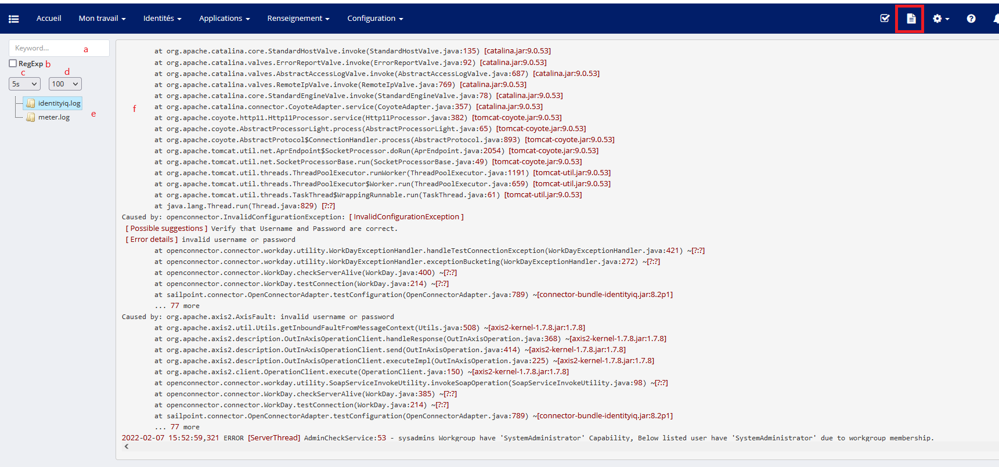 Accueil Mon travail Identités Applications Renseignement Configuration
Keyword... a
RegExp b
c d
5s 100
identityiq.log
meter.log e
f
at org.apache.catalina.core.StandardHostValve.invoke(StandardHostValve.java:135) [catalina.jar:9.0.53]
at org.apache.catalina.valves.ErrorReportValve.invoke(ErrorReportValve.java:92) [catalina.jar:9.0.53]
at org.apache.catalina.valves.AbstractAccessLogValve.invoke(AbstractAccessLogValve.java:687) [catalina.jar:9.0.53]
at org.apache.catalina.valves.RemoteIpValve.invoke(RemoteIpValve.java:769) [catalina.jar:9.0.53]
at org.apache.catalina.core.StandardEngineValve.invoke(StandardEngineValve.java:78) [catalina.jar:9.0.53]
at org.apache.catalina.connector.CoyoteAdapter.service(CoyoteAdapter.java:357) [catalina.jar:9.0.53]
at org.apache.coyote.http11.Http11Processor.service(Http11Processor.java:382) [tomcat-coyote.jar:9.0.53]
at org.apache.coyote.AbstractProcessorLight.process(AbstractProcessorLight.java:65) [tomcat-coyote.jar:9.0.53]
at org.apache.coyote.AbstractProtocol$ConnectionHandler.process(AbstractProtocol.java:893) [tomcat-coyote.jar:9.0.53]
at org.apache.tomcat.util.net.AprEndpoint$SocketProcessor.doRun(AprEndpoint.java:2054) [tomcat-coyote.jar:9.0.53]
at org.apache.tomcat.util.net.SocketProcessorBase.run(SocketProcessorBase.java:49) [tomcat-coyote.jar:9.0.53]
at org.apache.tomcat.util.threads.ThreadPoolExecutor.runWorker(ThreadPoolExecutor.java:1191) [tomcat-util.jar:9.0.53]
at org.apache.tomcat.util.threads.ThreadPoolExecutor$Worker.run(ThreadPoolExecutor.java:659) [tomcat-util.jar:9.0.53]
at org.apache.tomcat.util.threads.TaskThread$WrappingRunnable.run(TaskThread.java:61) [tomcat-util.jar:9.0.53]
at java.lang.Thread.run(Thread.java:829) [?:?]
Caused by: openconnector.InvalidConfigurationException: [ InvalidConfigurationException ]
[ Possible suggestions ] Verify that Username and Password are correct.
[ Error details ] invalid username or password
at openconnector.connector.workday.utility.WorkDayExceptionHandler.handleTestConnectionException(WorkDayExceptionHandler.java:421) ~[?:?]
at openconnector.connector.workday.utility.WorkDayExceptionHandler.exceptionBucketing(WorkDayExceptionHandler.java:272) ~[?:?]
at openconnector.connector.WorkDay.checkServerAlive(WorkDay.java:400) ~[?:?]
at openconnector.connector.WorkDay.testConnection(WorkDay.java:214) ~[?:?]
at sailpoint.connector.OpenConnectorAdapter.testConfiguration(OpenConnectorAdapter.java:789) ~[connector-bundle-identityiq.jar:8.2p1]
... 77 more
Caused by: org.apache.axis2.AxisFault: invalid username or password
at org.apache.axis2.util.Utils.getInboundFaultFromMessageContext(Utils.java:508) ~[axis2-kernel-1.7.8.jar:1.7.8]
at org.apache.axis2.description.OutInAxisOperationClient.handleResponse(OutInAxisOperation.java:368) ~[axis2-kernel-1.7.8.jar:1.7.8]
at org.apache.axis2.description.OutInAxisOperationClient.send(OutInAxisOperation.java:414) ~[axis2-kernel-1.7.8.jar:1.7.8]
at org.apache.axis2.description.OutInAxisOperationClient.executeImpl(OutInAxisOperation.java:225) ~[axis2-kernel-1.7.8.jar:1.7.8]
at org.apache.axis2.client.OperationClient.execute(OperationClient.java:150) ~[axis2-kernel-1.7.8.jar:1.7.8]
at openconnector.connector.workday.utility.SoapServiceInvokeUtility.invokeSoapOperation(SoapServiceInvokeUtility.java:98) ~[?:?]
at openconnector.connector.WorkDay.checkServerAlive(WorkDay.java:385) ~[?:?]
at openconnector.connector.WorkDay.testConnection(WorkDay.java:214) ~[?:?]
at sailpoint.connector.OpenConnectorAdapter.testConfiguration(OpenConnectorAdapter.java:789) ~[connector-bundle-identityiq.jar:8.2p1]
... 77 more
2022-02-07 15:52:59,321 ERROR [ServerThread] AdminCheckService:53 - sysadmins Workgroup have 'SystemAdministrator' Capability, Below listed user have 'SystemAdministrator' due to workgroup membership.